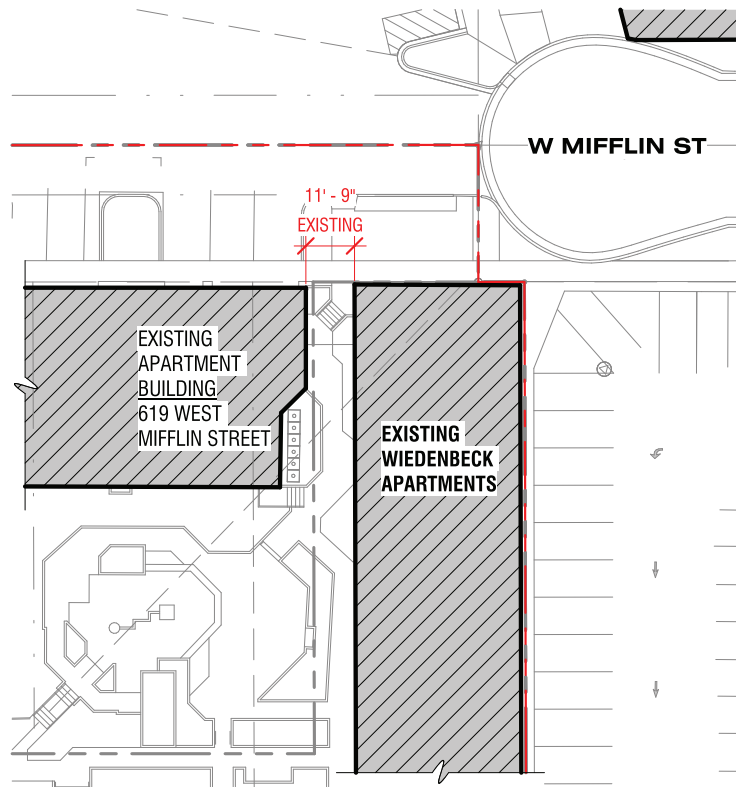 W MIFFLIN ST
11' - 9"
EXISTING
EXISTING
APARTMENT
BUILDING
619 WEST
MIFFLIN STREET
EXISTING
WIEDENBECK
APARTMENTS